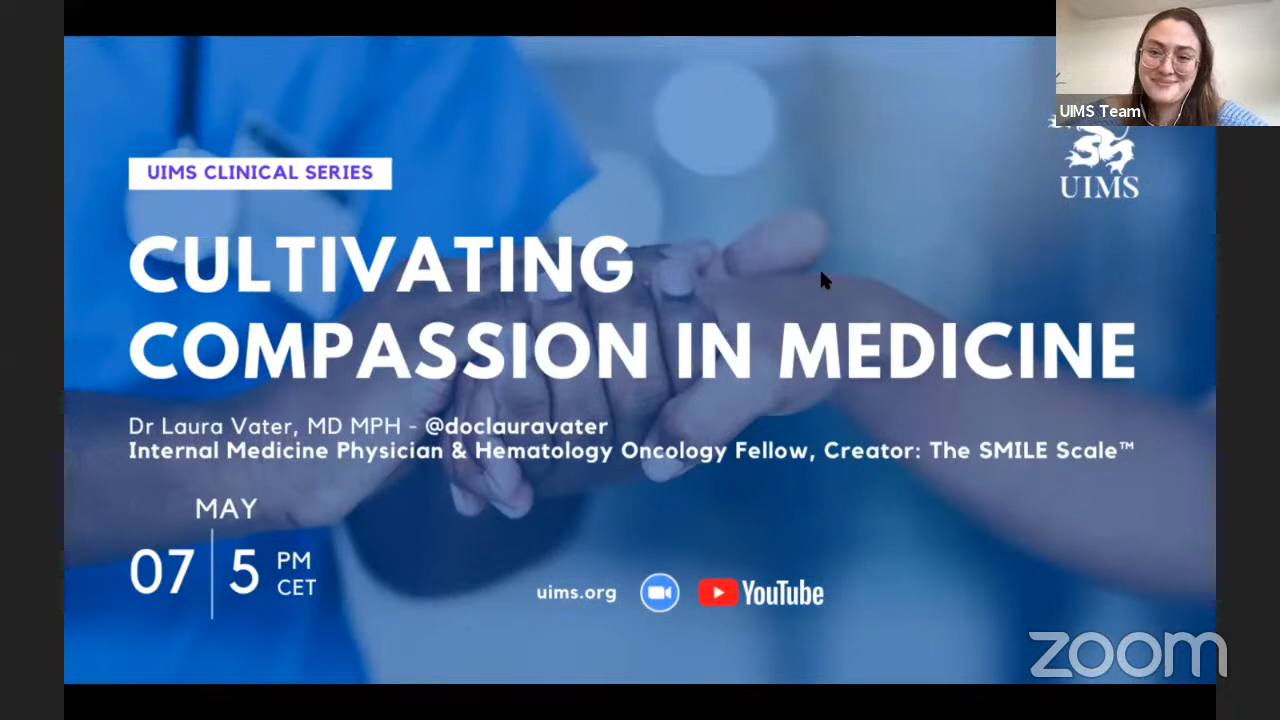 UIMS Team
UIMS
UIMS CLINICAL SERIES
CULTIVATING
COMPASSION IN MEDICINE
Dr Laura Vater, MD MPH - @doclauravater
Internal Medicine Physician & Hematology Oncology Fellow, Creator: The SMILE Scale™
MAY
07
5
PM
CET
uims.org
YouTube
zoom